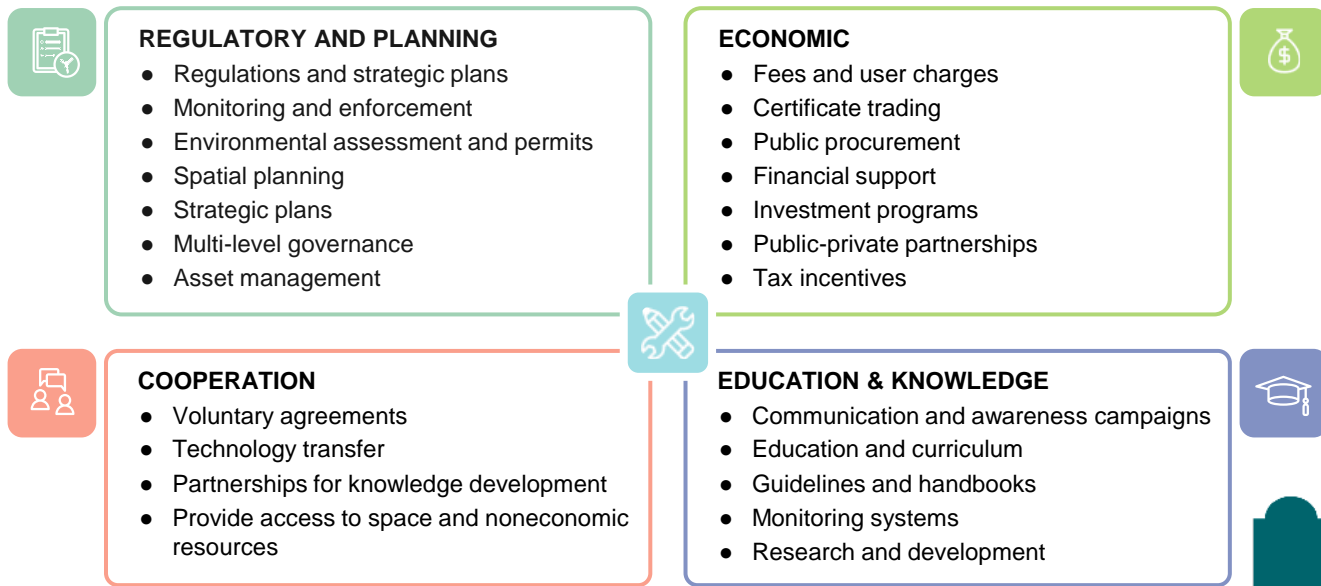 REGULATORY AND PLANNING
● Regulations and strategic plans
● Monitoring and enforcement
● Environmental assessment and permits
● Spatial planning
● Strategic plans
● Multi-level governance
● Asset management
ECONOMIC
● Fees and user charges
● Certificate trading
● Public procurement
● Financial support
● Investment programs
● Public-private partnerships
● Tax incentives
COOPERATION
● Voluntary agreements
● Technology transfer
● Partnerships for knowledge development
● Provide access to space and noneconomic
resources
EDUCATION & KNOWLEDGE
● Communication and awareness campaigns
● Education and curriculum
● Guidelines and handbooks
● Monitoring systems
● Research and development